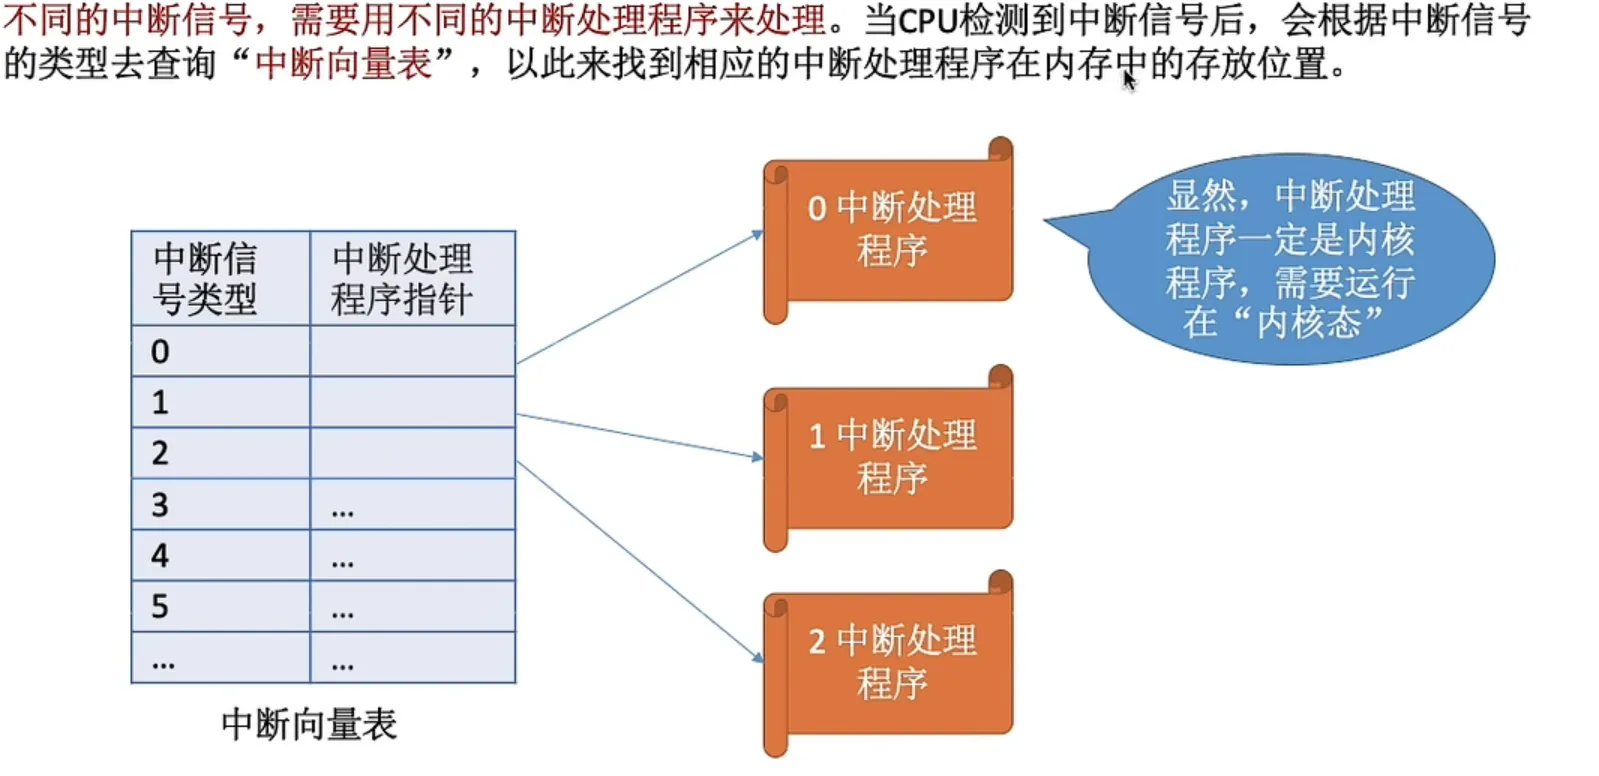 不同的中断信号，需要用不同的中断处理程序来处理。当CPU检测到中断信号后，会根据中断信号
的类型去查询“中断向量表”，以此来找到相应的中断处理程序在内存中的存放位置。
中断信
号类型
中断处理
程序指针
0
1
2
3 ...
4 ...
5 ...
... ...
中断向量表
0 中断处理
程序
1 中断处理
程序
2 中断处理
程序
显然，中断处理
程序一定是内核
程序，需要运行
在“内核态”